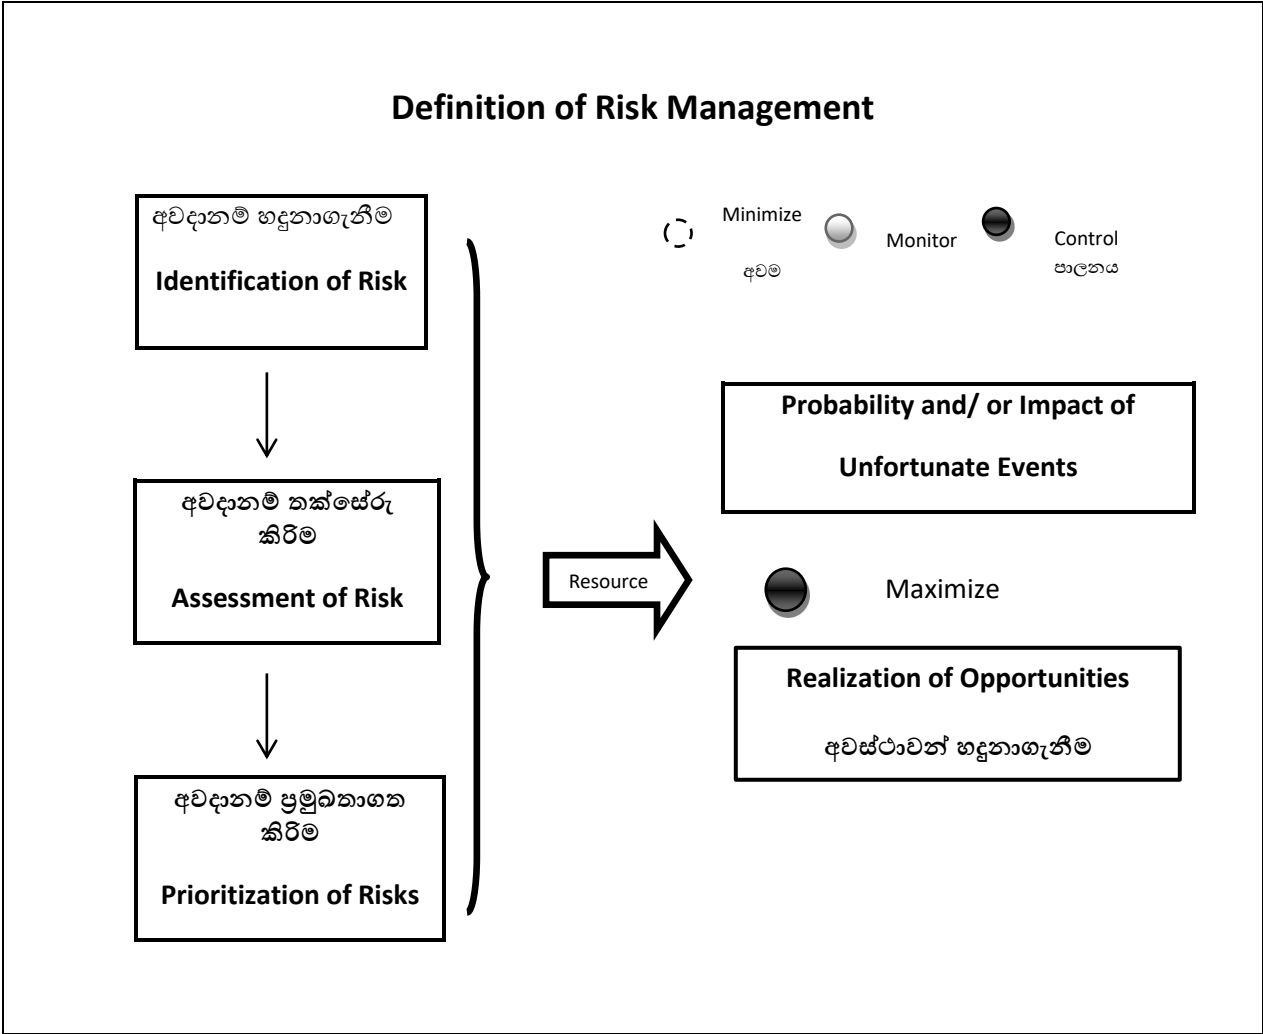 Definition of Risk Management
අවදානම් හදුනාගැනීම
Identification of Risk
අවදානම් තක්සේරු
කිරිම
Assessment of Risk
අවදානම් ප්‍රමුඛතාගත
කිරිම
Prioritization of Risks
Resource
Minimize
අවම
Monitor
Control
පාලනය
Probability and/ or Impact of
Unfortunate Events
Maximize
Realization of Opportunities
අවස්ථාවන් හදුනාගැනීම